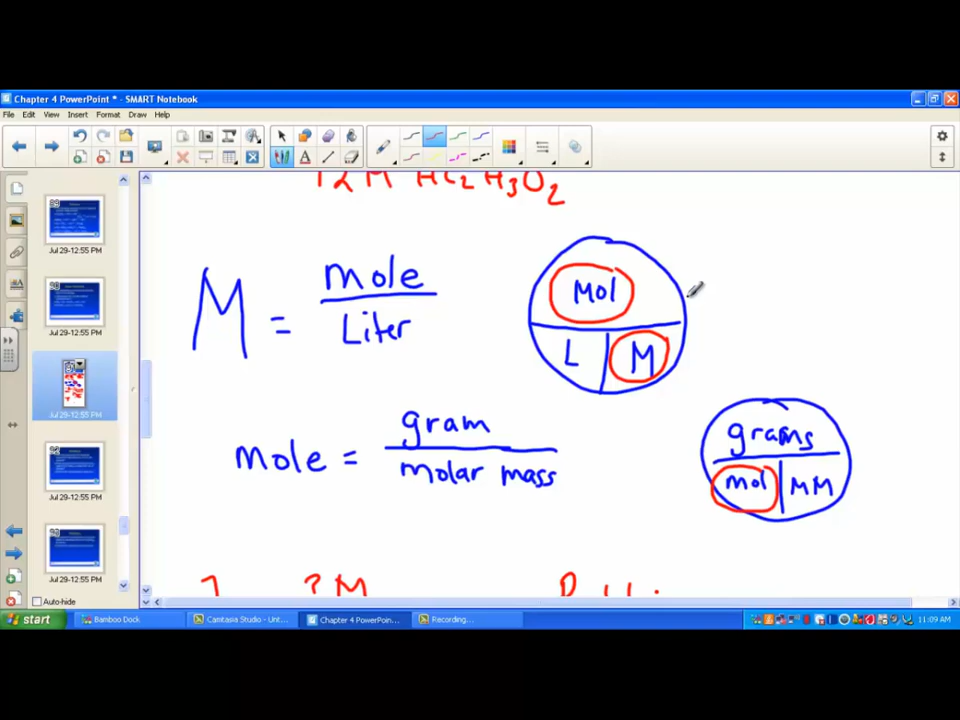 Chapter 4 PowerPoint * - SMART Notebook
File Edit View Insert Format Draw Help
12 M HC2H3O2
M = mole
Liter
Mol
L M
mole = gram
molar mass
grams
mol MM
? M
Jul 29-12:55 PM
Jul 29-12:55 PM
Jul 29-12:55 PM
Jul 29-12:55 PM
Jul 29-12:55 PM
Auto-hide
start Bamboo Dock Camtasia Studio - Unt... Chapter 4 PowerPoin... Recording... 11:09 AM